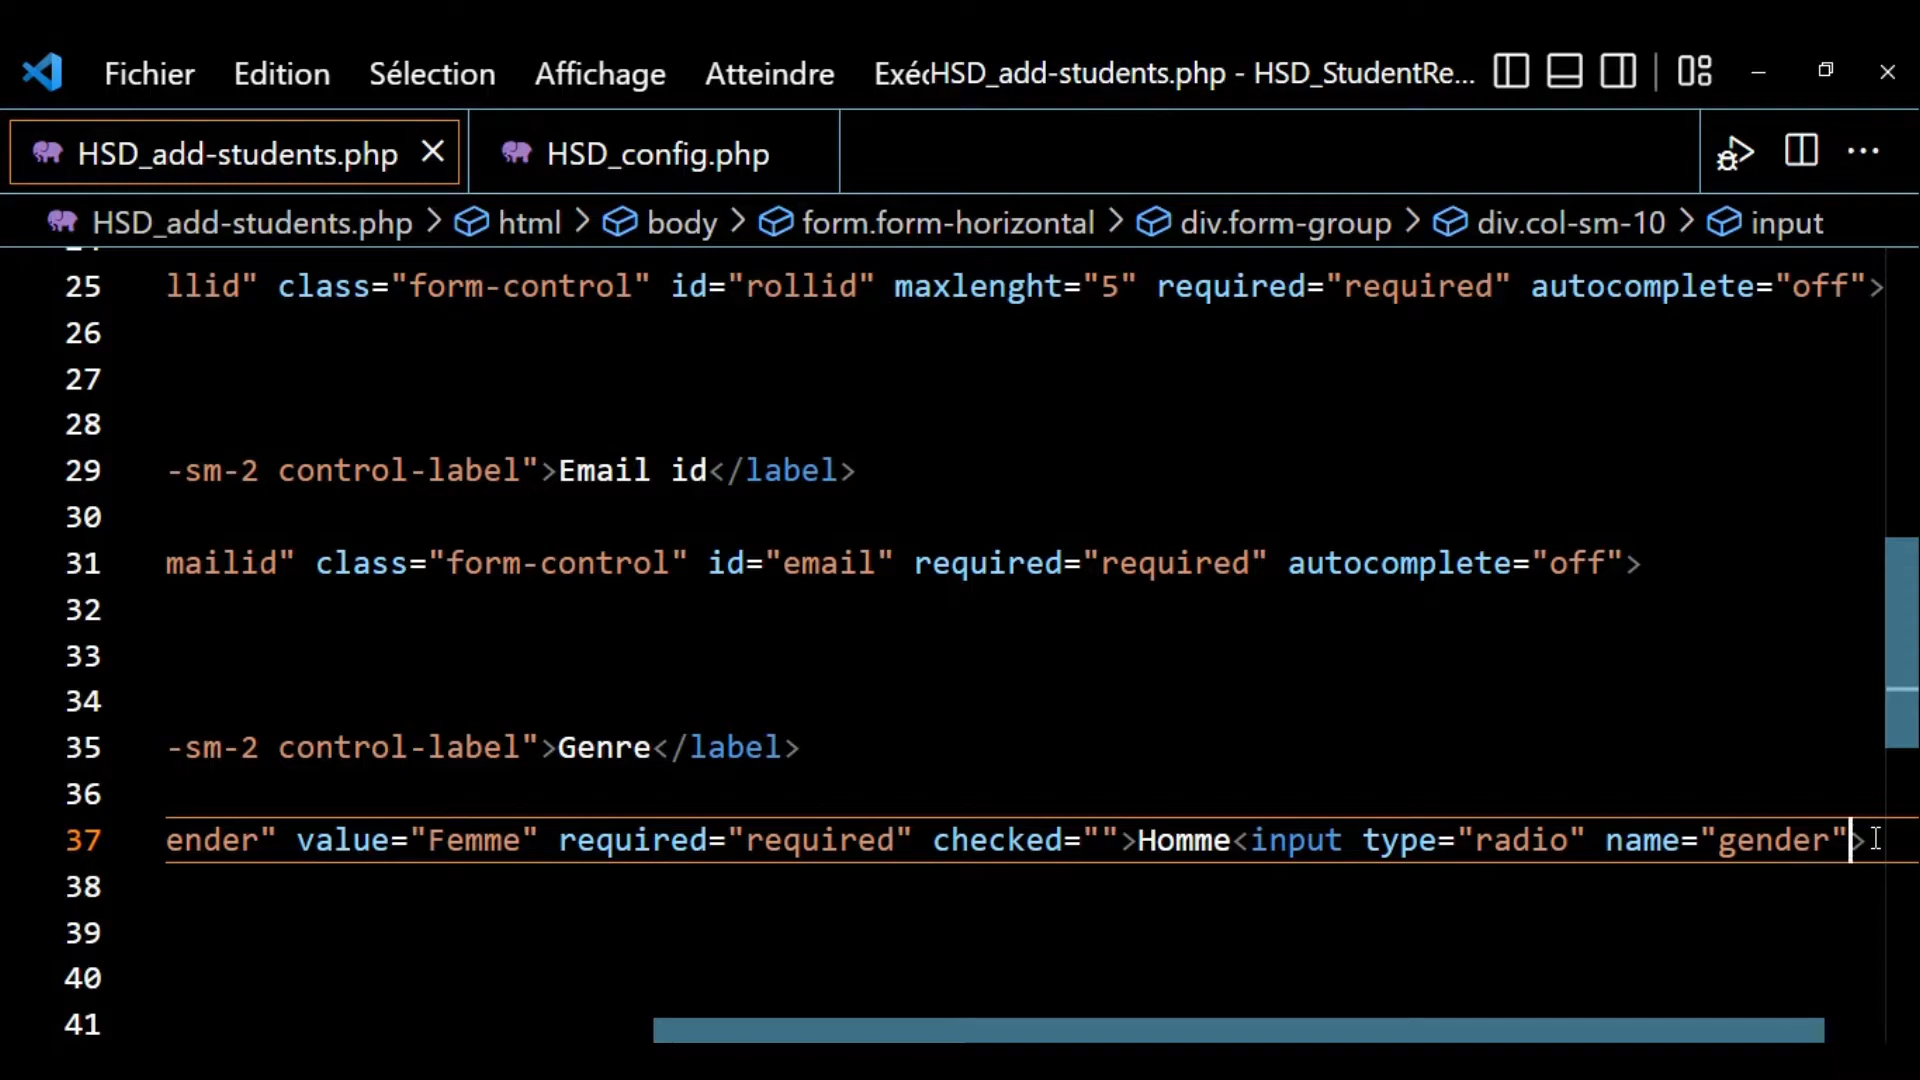 Fichier Edition Sélection Affichage Atteindre Exé HSD_add-students.php - HSD_StudentRe...
HSD_add-students.php HSD_config.php
HSD_add-students.php > html > body > form.form-horizontal > div.form-group > div.col-sm-10 > input
25 llid" class="form-control" id="rollid" maxlenght="5" required="required" autocomplete="off">
26
27
28
29 -sm-2 control-label">Email id</label>
30
31 mailid" class="form-control" id="email" required="required" autocomplete="off">
32
33
34
35 -sm-2 control-label">Genre</label>
36
37 ender" value="Femme" required="required" checked="">Homme<input type="radio" name="gender">
38
39
40
41